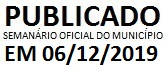 PUBLICADO
SEMANÁRIO OFICIAL DO MUNICÍPIO
EM 06/12/2019